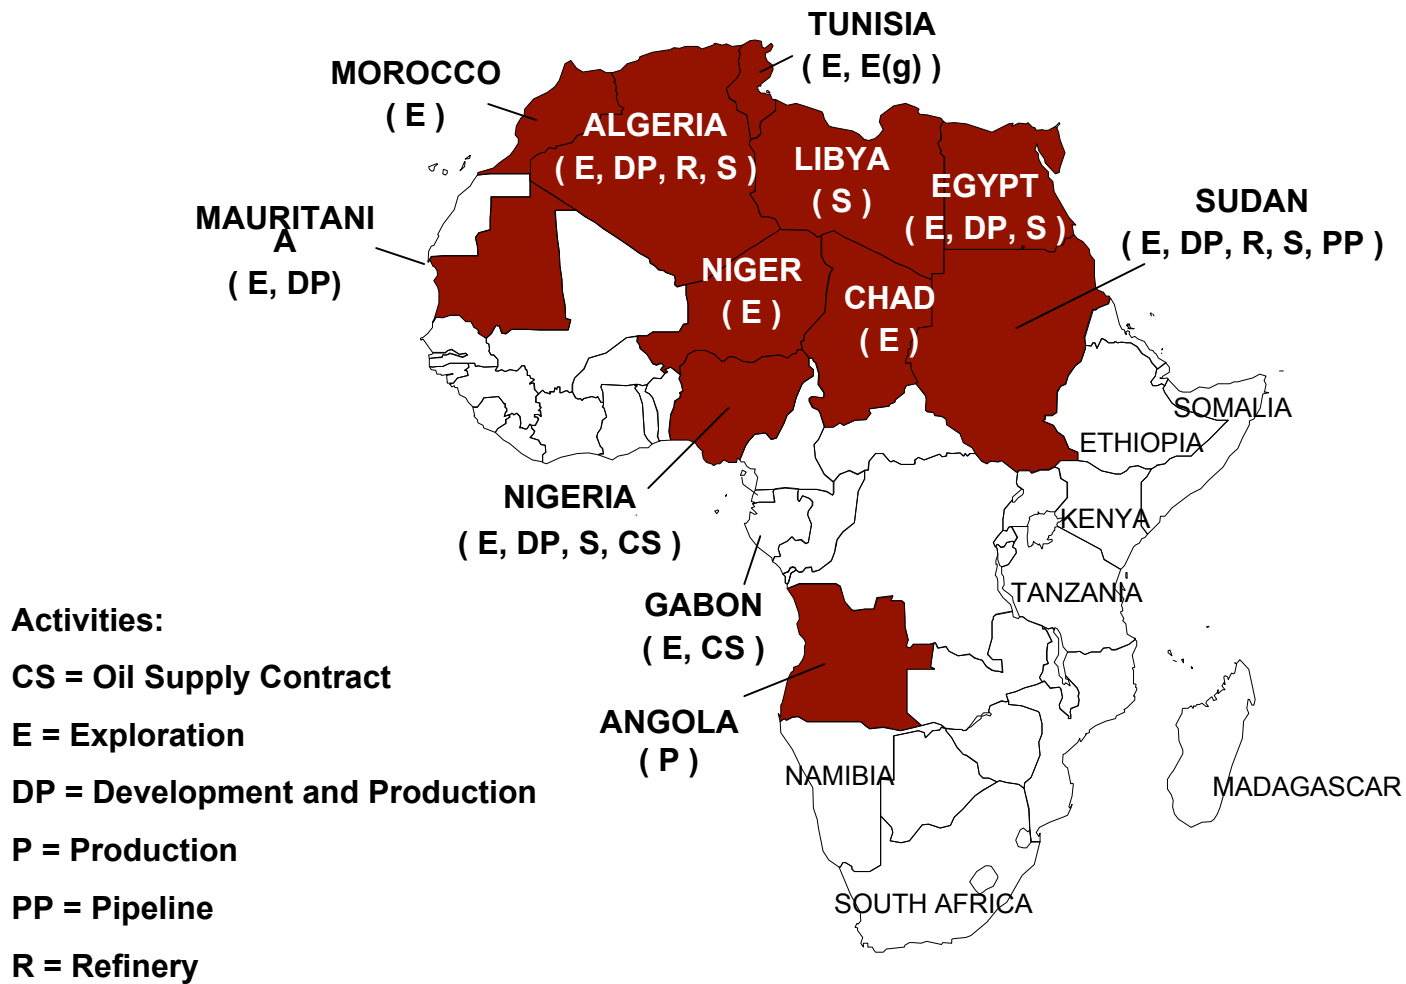 TUNISIA
( E, E(g) )
MOROCCO
( E )
ALGERIA
( E, DP, R, S )
LIBYA
( S )
EGYPT
( E, DP, S )
SUDAN
( E, DP, R, S, PP )
MAURITANI
A
( E, DP)
NIGER
( E )
CHAD
( E )
SOMALIA
ETHIOPIA
NIGERIA
( E, DP, S, CS )
KENYA
GABON
( E, CS )
TANZANIA
ANGOLA
( P )
NAMIBIA
MADAGASCAR
SOUTH AFRICA
Activities:
CS = Oil Supply Contract
E = Exploration
DP = Development and Production
P = Production
PP = Pipeline
R = Refinery